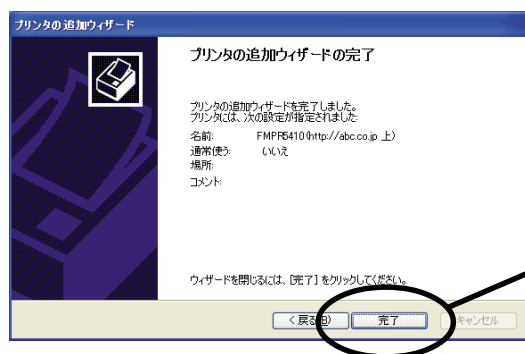 プリンタの追加ウィザード
プリンタの追加ウィザードの完了
プリンタの追加ウィザードを完了しました。
プリンタには、次の設定が指定されました:
名前: FMPR5410 (http://abc.co.jp 上)
通常使う: いいえ
場所:
コメント:
ウィザードを閉じるには、[完了] をクリックしてください。
< 戻る(B) 完了 キャンセル